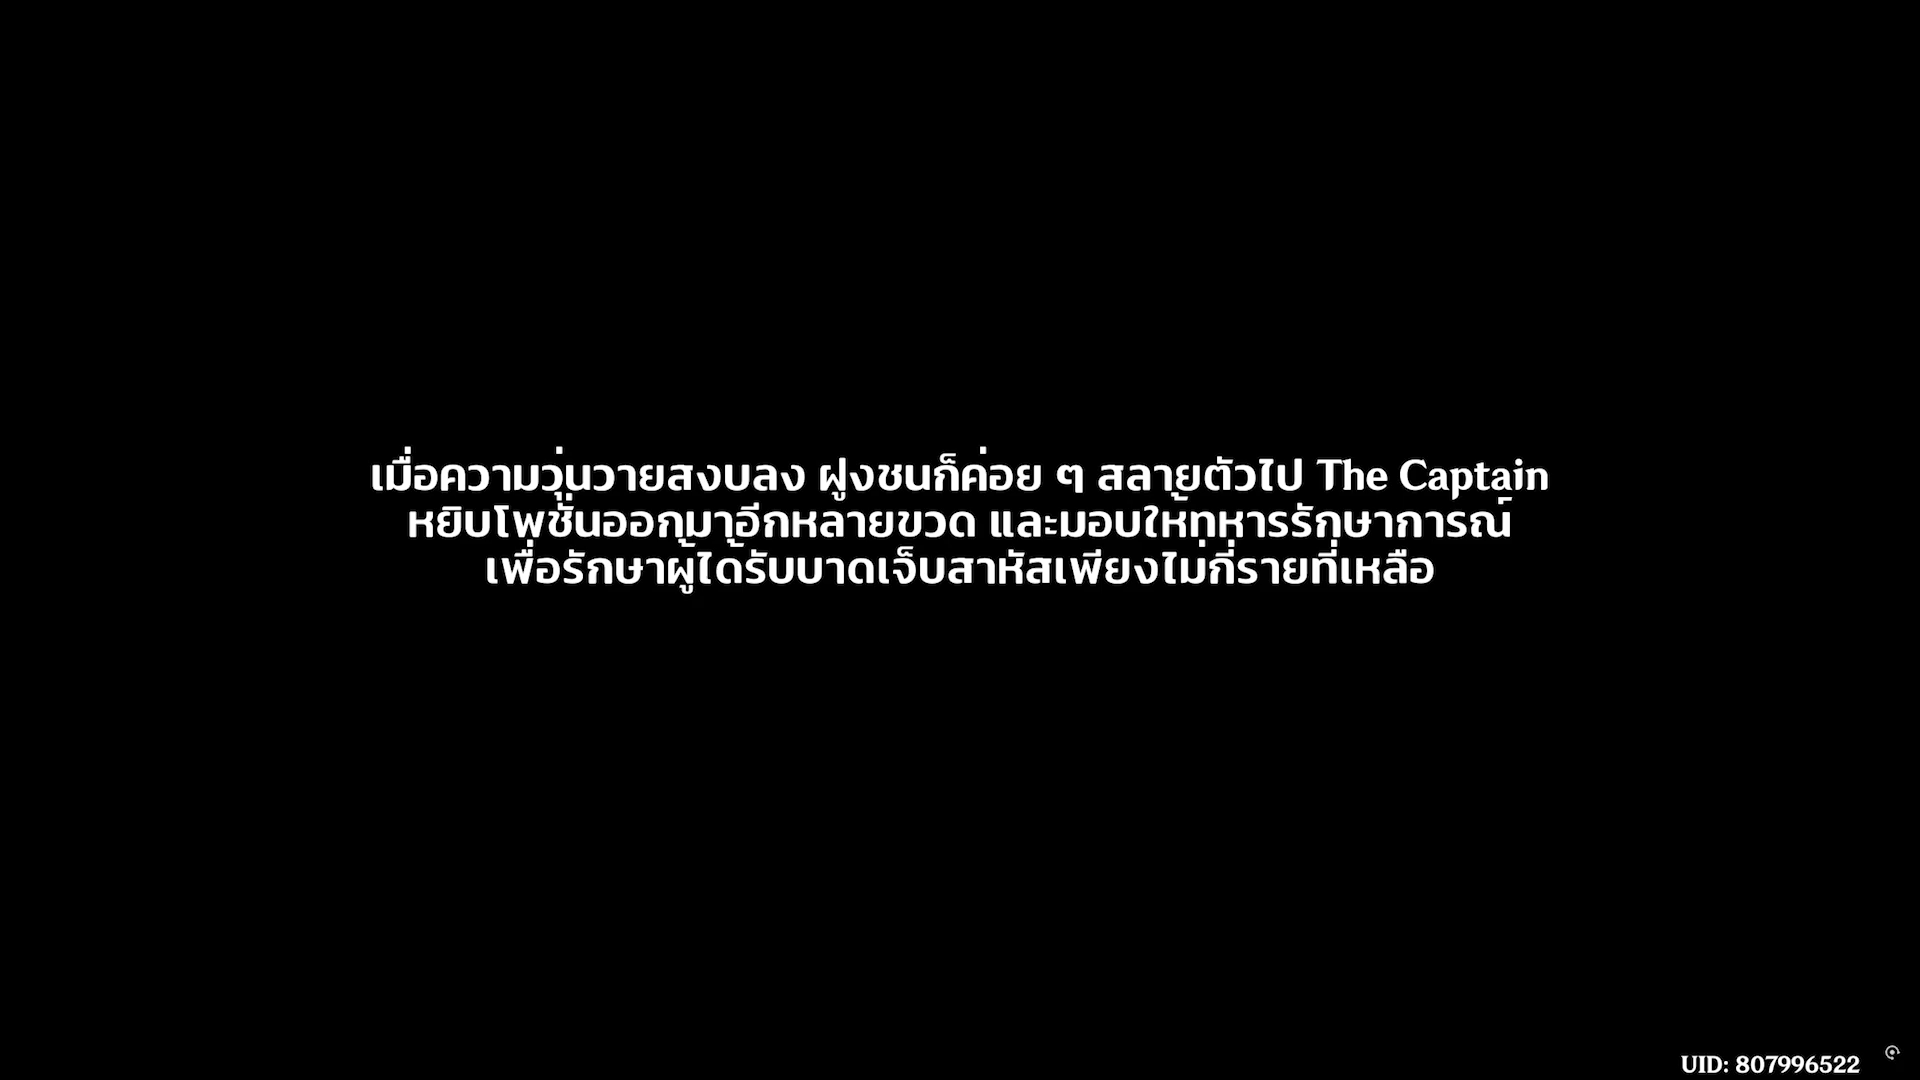 เมื่อความวุ่นวายสงบลง ฝูงชนก็ค่อย ๆ สลายตัวไป The Captain
หยิบโพชั่นออกมาอีกหลายขวด และมอบให้ทหารรักษาการณ์
เพื่อรักษาผู้ได้รับบาดเจ็บสาหัสเพียงไม่กี่รายที่เหลือ
UID: 807996522